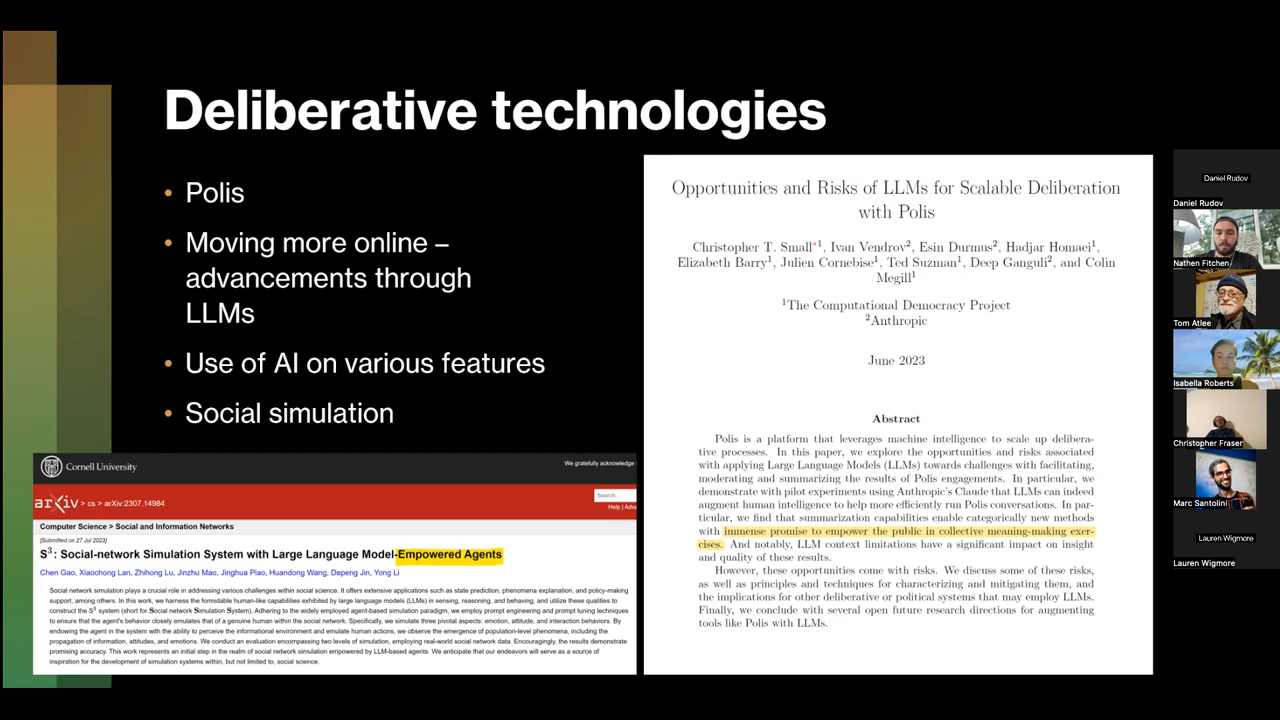 Deliberative technologies
• Polis
• Moving more online –
advancements through
LLMs
• Use of AI on various features
• Social simulation
Cornell University
We gratefully acknowledge
arXiv > cs > arXiv:2307.14984
Search...
Help | Adva
Computer Science > Social and Information Networks
[Submitted on 27 Jul 2023]
S³: Social-network Simulation System with Large Language Model-Empowered Agents
Chen Gao, Xiaochong Lan, Zhihong Lu, Jinzhu Mao, Jinghua Piao, Huandong Wang, Depeng Jin, Yong Li
Social network simulation plays a crucial role in addressing various challenges within social science. It offers extensive applications such as state prediction, phenomena explanation, and policy-making
support, among others. In this work, we harness the formidable human-like capabilities exhibited by large language models (LLMs) in sensing, reasoning, and behaving, and utilize these qualities to
construct the S³ system (short for Social network Simulation System). Adhering to the widely employed agent-based simulation paradigm, we employ prompt engineering and prompt tuning techniques
to ensure that the agent's behavior closely emulates that of a genuine human within the social network. Specifically, we simulate three pivotal aspects: emotion, attitude, and interaction behaviors. By
endowing the agent in the system with the ability to perceive the informational environment and emulate human actions, we observe the emergence of population-level phenomena, including the
propagation of information, attitudes, and emotions. We conduct an evaluation encompassing two levels of simulation, employing real-world social network data. Encouragingly, the results demonstrate
promising accuracy. This work represents an initial step in the realm of social network simulation empowered by LLM-based agents. We anticipate that our endeavors will serve as a source of
inspiration for the development of simulation systems within, but not limited to, social science.
Opportunities and Risks of LLMs for Scalable Deliberation
with Polis
Christopher T. Small*¹, Ivan Vendrov², Esin Durmus², Hadjar Homaei¹,
Elizabeth Barry¹, Julien Cornebise¹, Ted Suzman¹, Deep Ganguli², and Colin
Megill¹
¹The Computational Democracy Project
²Anthropic
June 2023
Abstract
Polis is a platform that leverages machine intelligence to scale up delibera-
tive processes. In this paper, we explore the opportunities and risks associated
with applying Large Language Models (LLMs) towards challenges with facilitating,
moderating and summarizing the results of Polis engagements. In particular, we
demonstrate with pilot experiments using Anthropic's Claude that LLMs can indeed
augment human intelligence to help more efficiently run Polis conversations. In par-
ticular, we find that summarization capabilities enable categorically new methods
with immense promise to empower the public in collective meaning-making exer-
cises. And notably, LLM context limitations have a significant impact on insight
and quality of these results.
However, these opportunities come with risks. We discuss some of these risks,
as well as principles and techniques for characterizing and mitigating them, and
the implications for other deliberative or political systems that may employ LLMs.
Finally, we conclude with several open future research directions for augmenting
tools like Polis with LLMs.
Daniel Rudov
Daniel Rudov
Nathen Fitchen
Tom Atlee
Isabella Roberts
Christopher Fraser
Marc Santolini
Lauren Wigmore
Lauren Wigmore